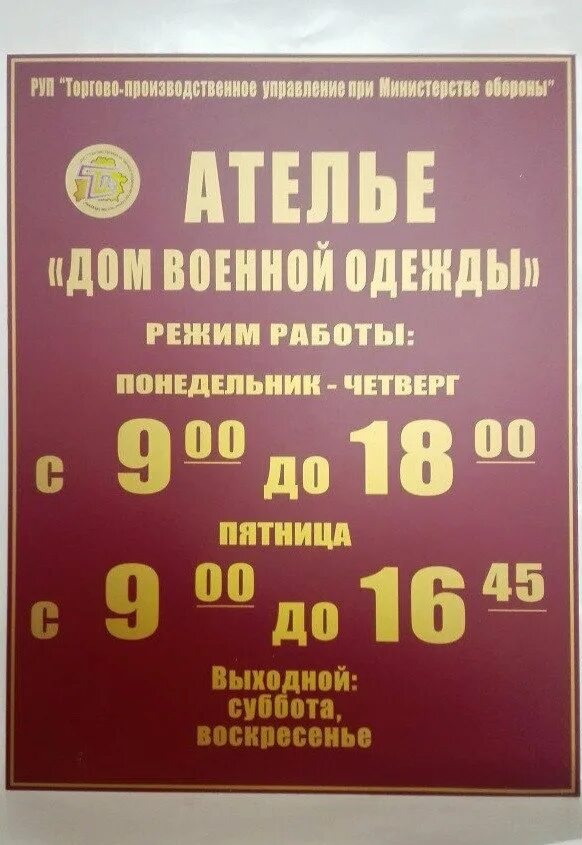 РУП "Торгово-производственное управление при Министерстве обороны"
АТЕЛЬЕ
«ДОМ ВОЕННОЙ ОДЕЖДЫ»
РЕЖИМ РАБОТЫ:
ПОНЕДЕЛЬНИК - ЧЕТВЕРГ
с 9 00 до 18 00
ПЯТНИЦА
с 9 00 до 16 45
Выходной:
суббота,
воскресенье